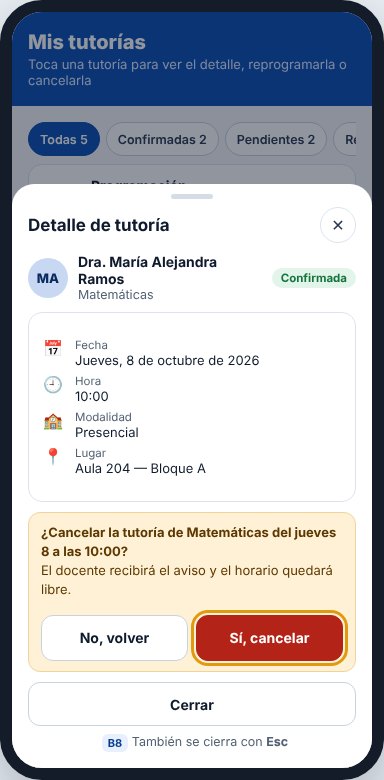 Mis tutorías
Toca una tutoría para ver el detalle, reprogramarla o
cancelarla
Todas 5
Confirmadas 2
Pendientes 2
Detalle de tutoría
MA
Dra. María Alejandra
Ramos
Matemáticas
Confirmada
Fecha
Jueves, 8 de octubre de 2026
Hora
10:00
Modalidad
Presencial
Lugar
Aula 204 — Bloque A
¿Cancelar la tutoría de Matemáticas del jueves
8 a las 10:00?
El docente recibirá el aviso y el horario quedará
libre.
No, volver
Sí, cancelar
Cerrar
B8 También se cierra con Esc